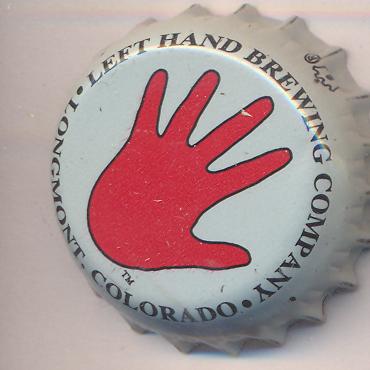 • LEFT HAND BREWING COMPANY •
LONGMONT, COLORADO •
TM